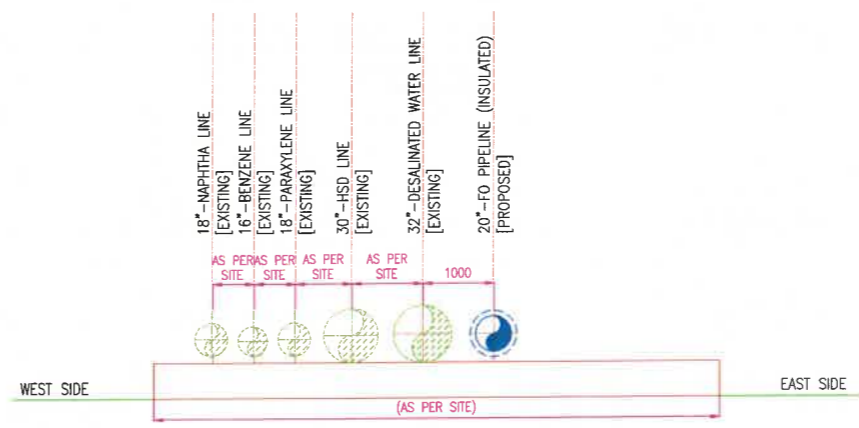 18"-NAPHTHA LINE
[EXISTING]
16"-BENZENE LINE
[EXISTING]
18"-PARAXYLENE LINE
[EXISTING]
30"-HSD LINE
[EXISTING]
32"-DESALINATED WATER LINE
[EXISTING]
20"-FO PIPELINE (INSULATED)
[PROPOSED]
AS PER
SITE
AS PER
SITE
AS PER
SITE
AS PER
SITE
1000
WEST SIDE
EAST SIDE
(AS PER SITE)